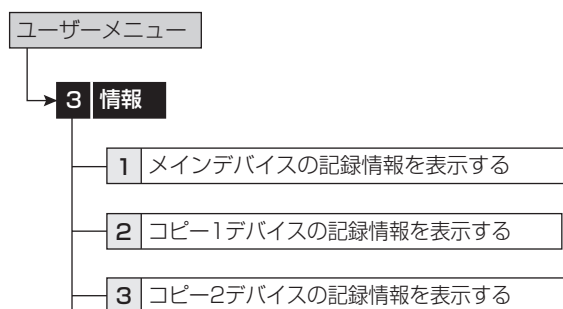 ユーザーメニュー
3 情報
1 メインデバイスの記録情報を表示する
2 コピー1デバイスの記録情報を表示する
3 コピー2デバイスの記録情報を表示する